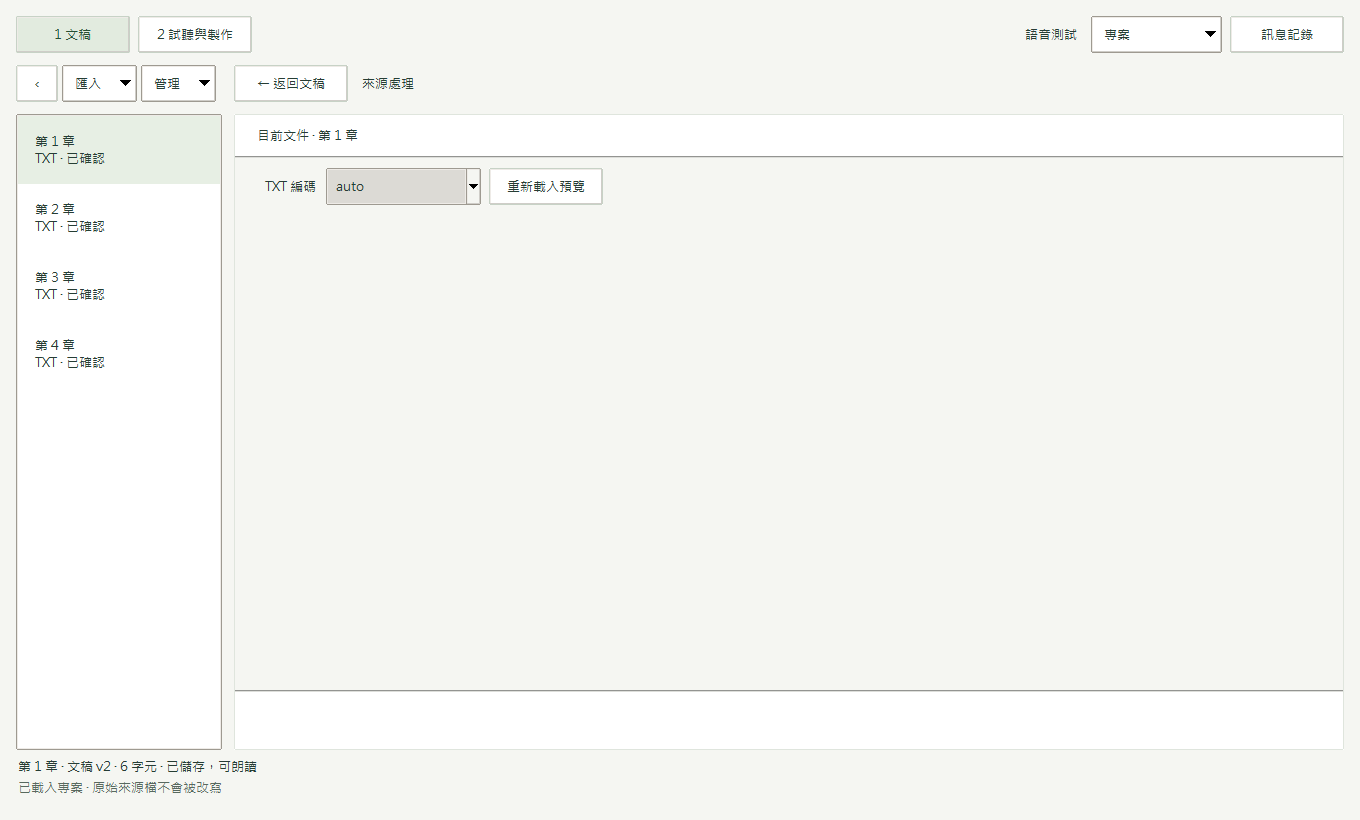 1 文稿
2 試聽與製作
語音測試
專案
訊息記錄
‹
匯入
管理
← 返回文稿
來源處理
第 1 章
TXT · 已確認
第 2 章
TXT · 已確認
第 3 章
TXT · 已確認
第 4 章
TXT · 已確認
目前文件 · 第 1 章
TXT 編碼
auto
重新載入預覽
第 1 章 · 文稿 v2 · 6 字元 · 已儲存，可朗讀
已載入專案 · 原始來源檔不會被改寫